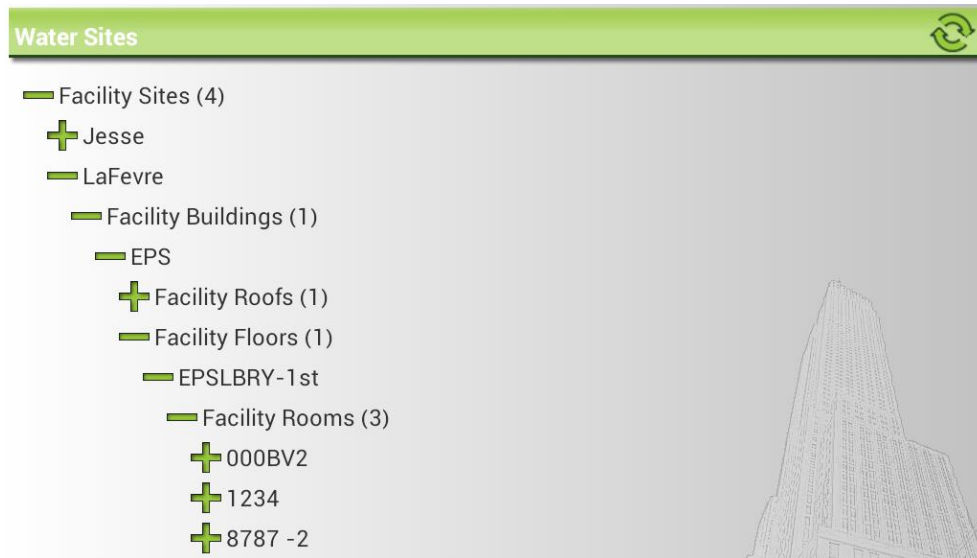 Water Sites
Facility Sites (4)
Jesse
LaFevre
Facility Buildings (1)
EPS
Facility Roofs (1)
Facility Floors (1)
EPSLBRY-1st
Facility Rooms (3)
000BV2
1234
8787 -2